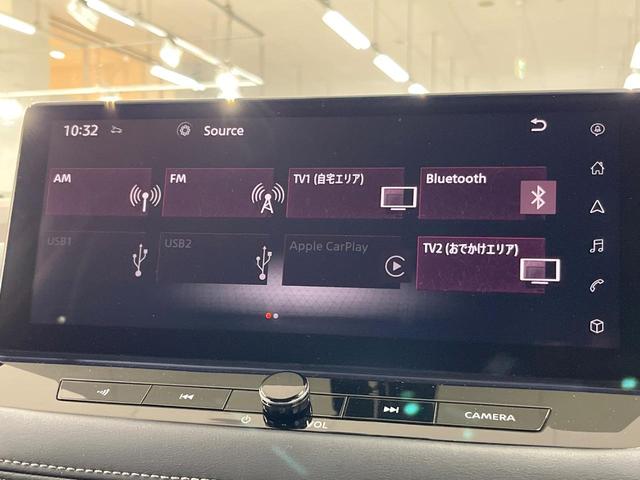 10:32
Source
AM
FM
TV1 (自宅エリア)
Bluetooth
USB1
USB2
Apple CarPlay
TV2 (おでかけエリア)
VOL
CAMERA